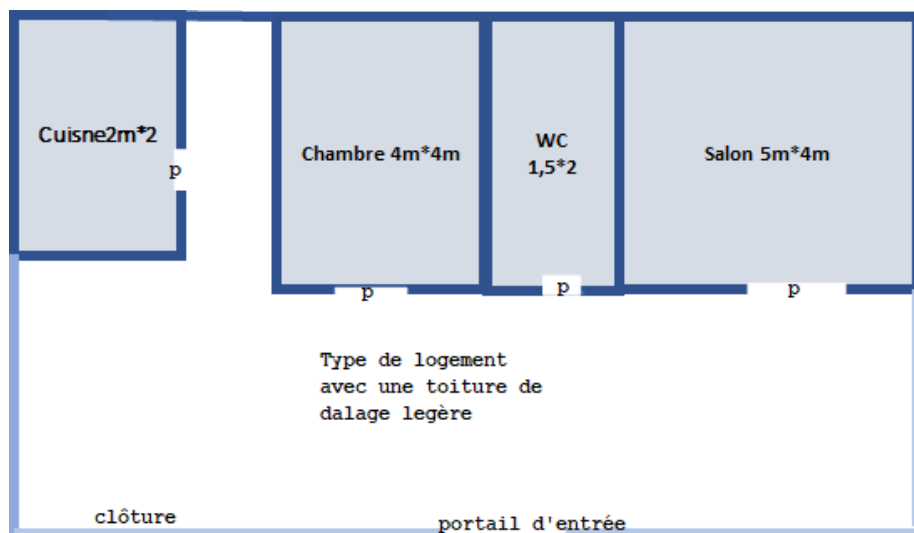 Cuisne2m*2
p
Chambre 4m*4m
p
WC
1,5*2
p
Salon 5m*4m
p
Type de logement
avec une toiture de
dalage legère
clôture
portail d'entrée